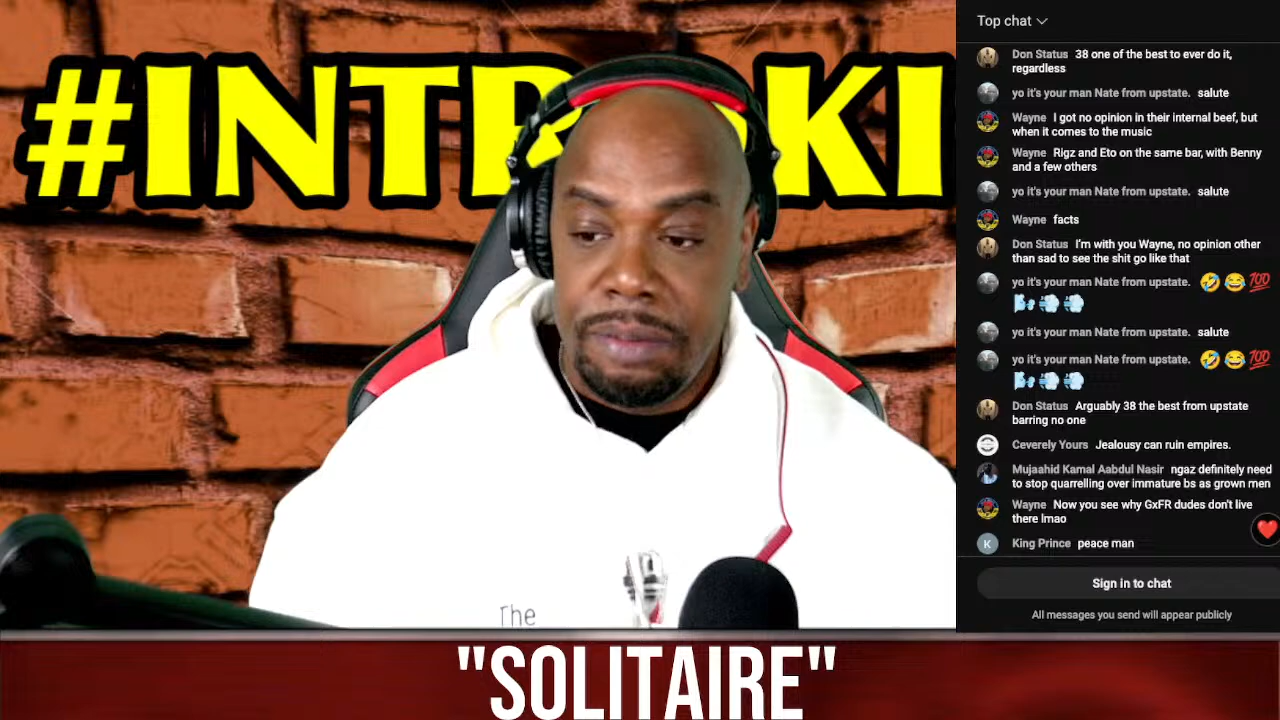 #INTR KI
The
"SOLITAIRE"
Top chat
Don Status 38 one of the best to ever do it,
regardless
yo it's your man Nate from upstate. salute
Wayne I got no opinion in their internal beef, but
when it comes to the music
Wayne Rigz and Eto on the same bar, with Benny
and a few others
yo it's your man Nate from upstate. salute
Wayne facts
Don Status I'm with you Wayne, no opinion other
than sad to see the shit go like that
yo it's your man Nate from upstate. 🤣😂💯
🌬️💨💨
yo it's your man Nate from upstate. salute
yo it's your man Nate from upstate. 🤣😂💯
🌬️💨💨
Don Status Arguably 38 the best from upstate
barring no one
Ceverely Yours Jealousy can ruin empires.
Mujaahid Kamal Aabdul Nasir ngaz definitely need
to stop quarrelling over immature bs as grown men
Wayne Now you see why GxFR dudes don't live
there lmao
K King Prince peace man
Sign in to chat
All messages you send will appear publicly